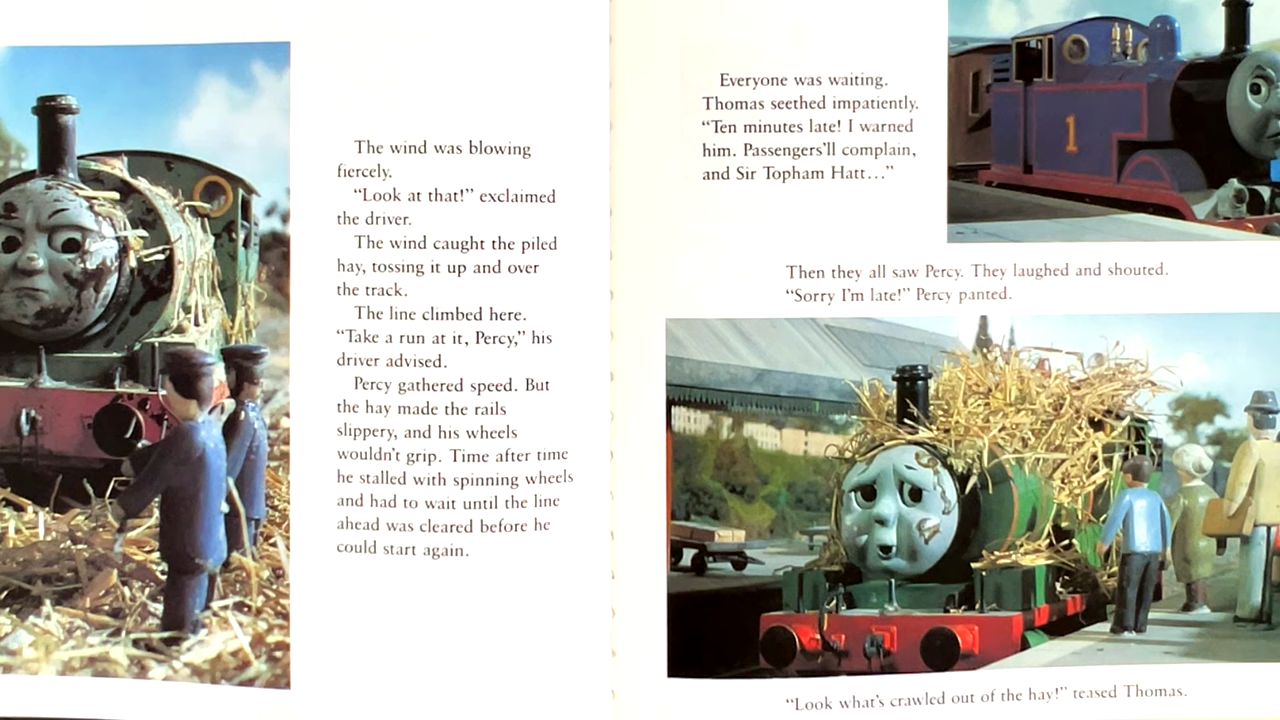 The wind was blowing
fiercely.
“Look at that!” exclaimed
the driver.
The wind caught the piled
hay, tossing it up and over
the track.
The line climbed here.
“Take a run at it, Percy,” his
driver advised.
Percy gathered speed. But
the hay made the rails
slippery, and his wheels
wouldn’t grip. Time after time
he stalled with spinning wheels
and had to wait until the line
ahead was cleared before he
could start again.
Everyone was waiting.
Thomas seethed impatiently.
“Ten minutes late! I warned
him. Passengers’ll complain,
and Sir Topham Hatt…”
1
Then they all saw Percy. They laughed and shouted.
“Sorry I’m late!” Percy panted.
“Look what’s crawled out of the hay!” teased Thomas.